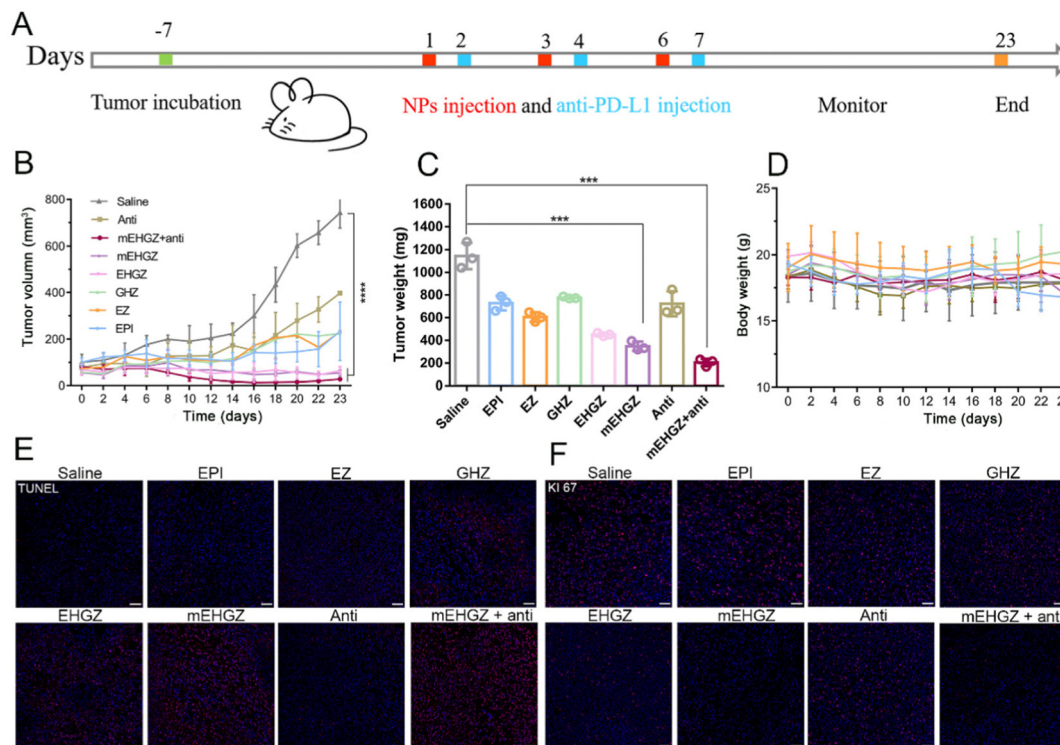 A
Days
-7 1 2 3 4 6 7 23
Tumor incubation NPs injection and anti-PD-L1 injection Monitor End
B
Tumor volumn (mm³)
800
600
400
200
0
Saline
Anti
mEHGZ+anti
mEHGZ
EHGZ
GHZ
EZ
EPI
****
0 2 4 6 8 10 12 14 16 18 20 22 23
Time (days)
C
Tumor weight (mg)
1600
1400
1200
1000
800
600
400
200
0
***
***
Saline EPI EZ GHZ EHGZ mEHGZ Anti mEHGZ+anti
D
Body weight (g)
25
20
15
10
0 2 4 6 8 10 12 14 16 18 20 22
Time (days)
E
Saline EPI EZ GHZ
TUNEL
EHGZ mEHGZ Anti mEHGZ + anti
F
Saline EPI EZ GHZ
KI 67
EHGZ mEHGZ Anti mEHGZ + anti